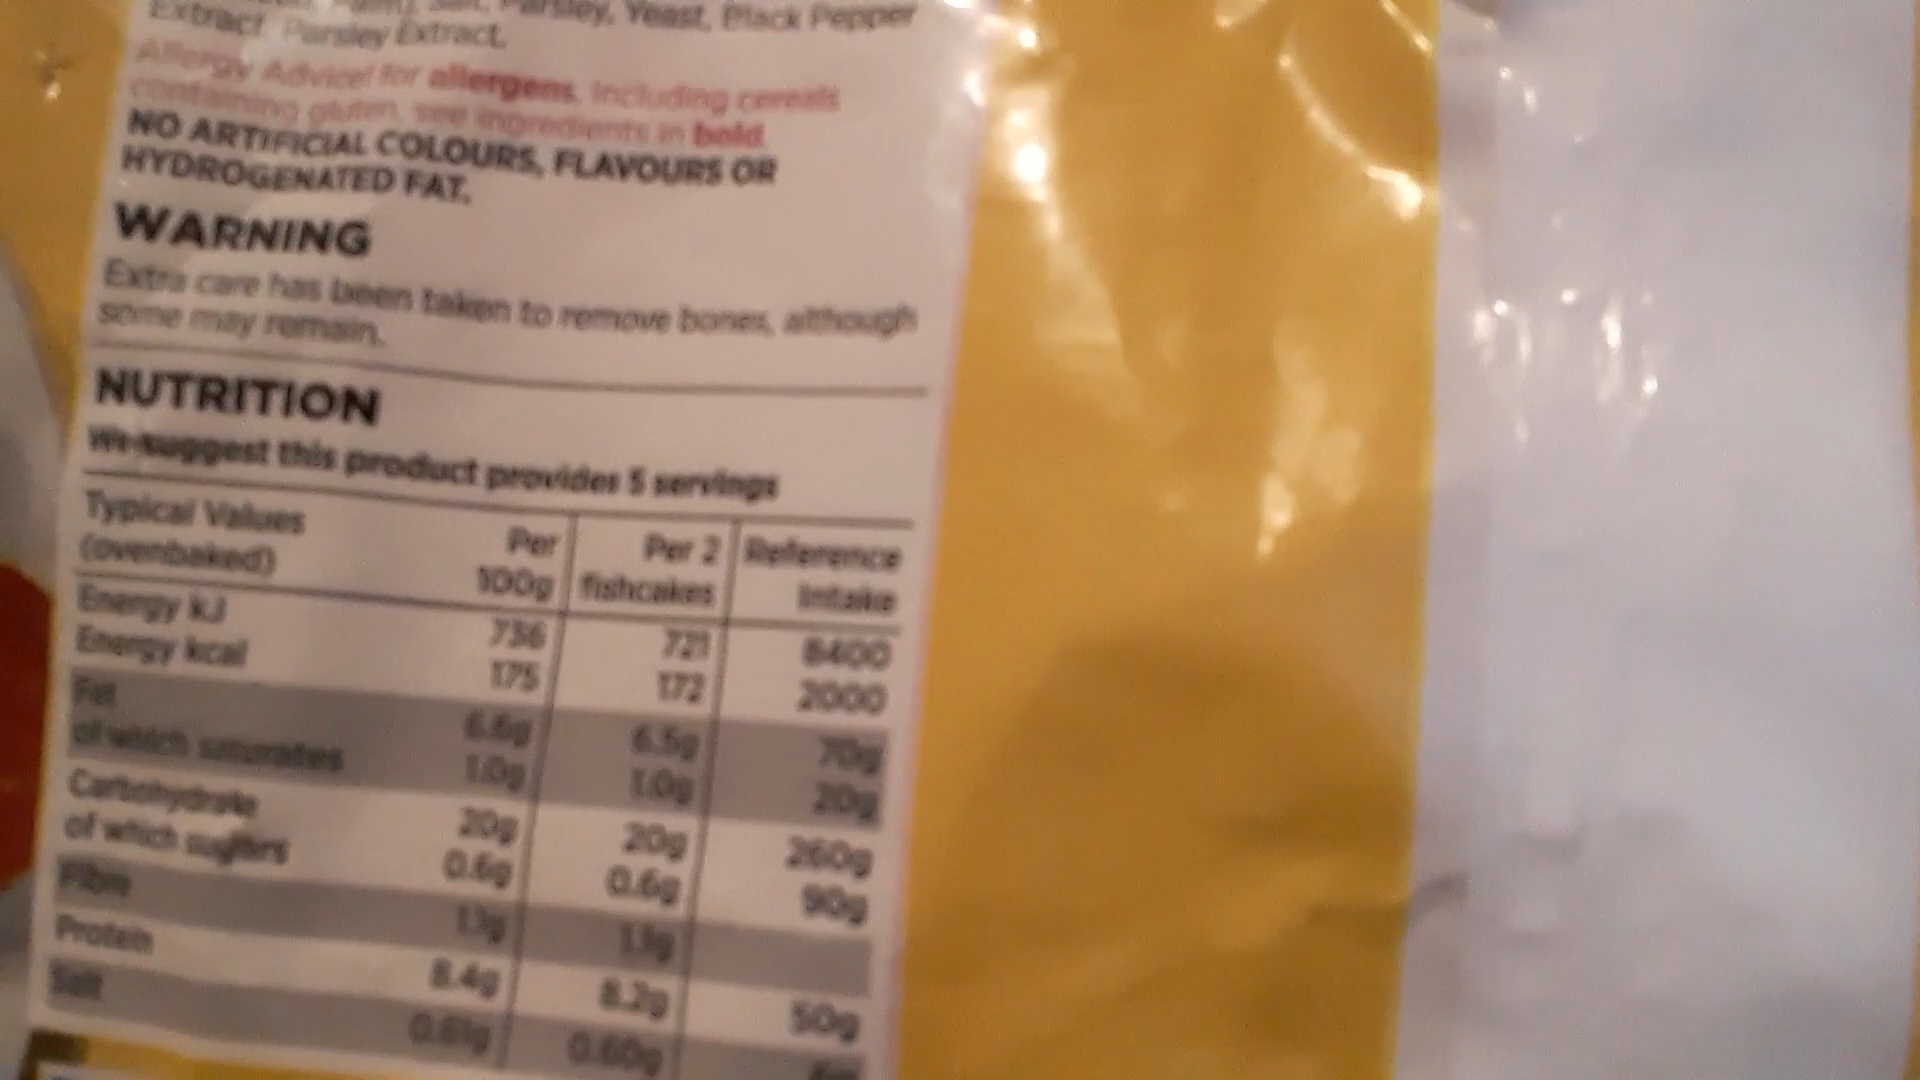 Parsley, Yeast, Black Pepper
Extract, Parsley Extract.
Allergy Advice! for allergens, including cereals
containing gluten, see ingredients in bold.
NO ARTIFICIAL COLOURS, FLAVOURS OR
HYDROGENATED FAT.
WARNING
Extra care has been taken to remove bones, although
some may remain.
NUTRITION
We suggest this product provides 5 servings
Typical Values
(ovenbaked)
Per
100g
Per 2
fishcakes
Reference
Intake
Energy kJ 736 721 8400
Energy kcal 175 172 2000
Fat 6.6g 6.5g 70g
of which saturates 1.0g 1.0g 20g
Carbohydrate 20g 20g 260g
of which sugars 0.6g 0.6g 90g
Fibre 1.3g 1.3g
Protein 8.4g 8.2g 50g
Salt 0.61g 0.60g